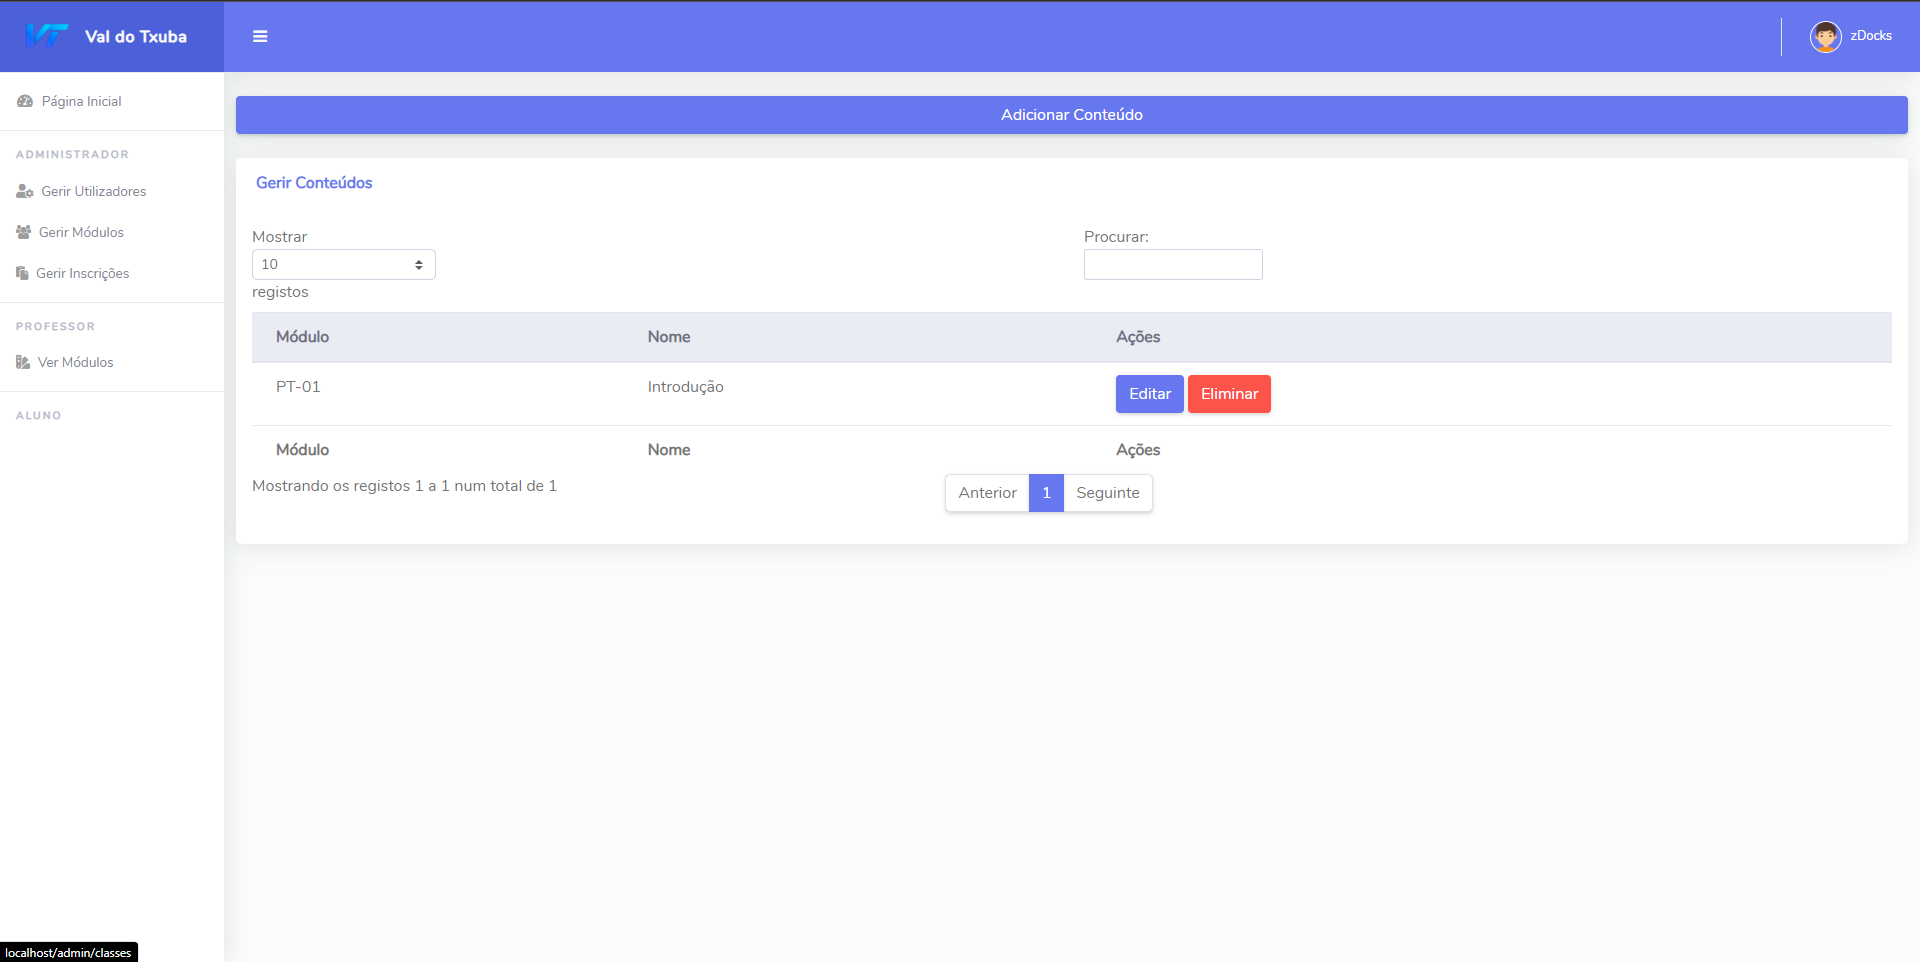 VT Val do Txuba
zDocks
Página Inicial
ADMINISTRADOR
Gerir Utilizadores
Gerir Módulos
Gerir Inscrições
PROFESSOR
Ver Módulos
ALUNO
Adicionar Conteúdo
Gerir Conteúdos
Mostrar
10
registos
Procurar:
Módulo Nome Ações
PT-01 Introdução Editar Eliminar
Módulo Nome Ações
Mostrando os registos 1 a 1 num total de 1
Anterior 1 Seguinte
localhost/admin/classes